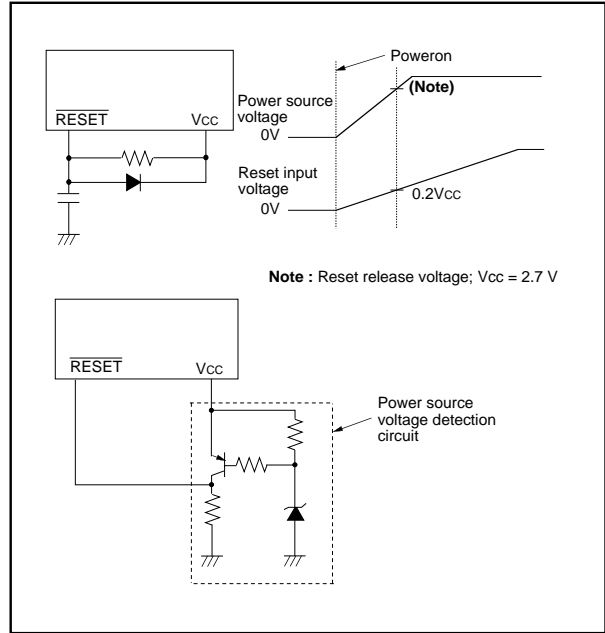 Poweron
(Note)
Power source
voltage
0V
RESET
Vcc
Reset input
voltage
0V
0.2Vcc
Note : Reset release voltage; Vcc = 2.7 V
RESET
Vcc
Power source
voltage detection
circuit